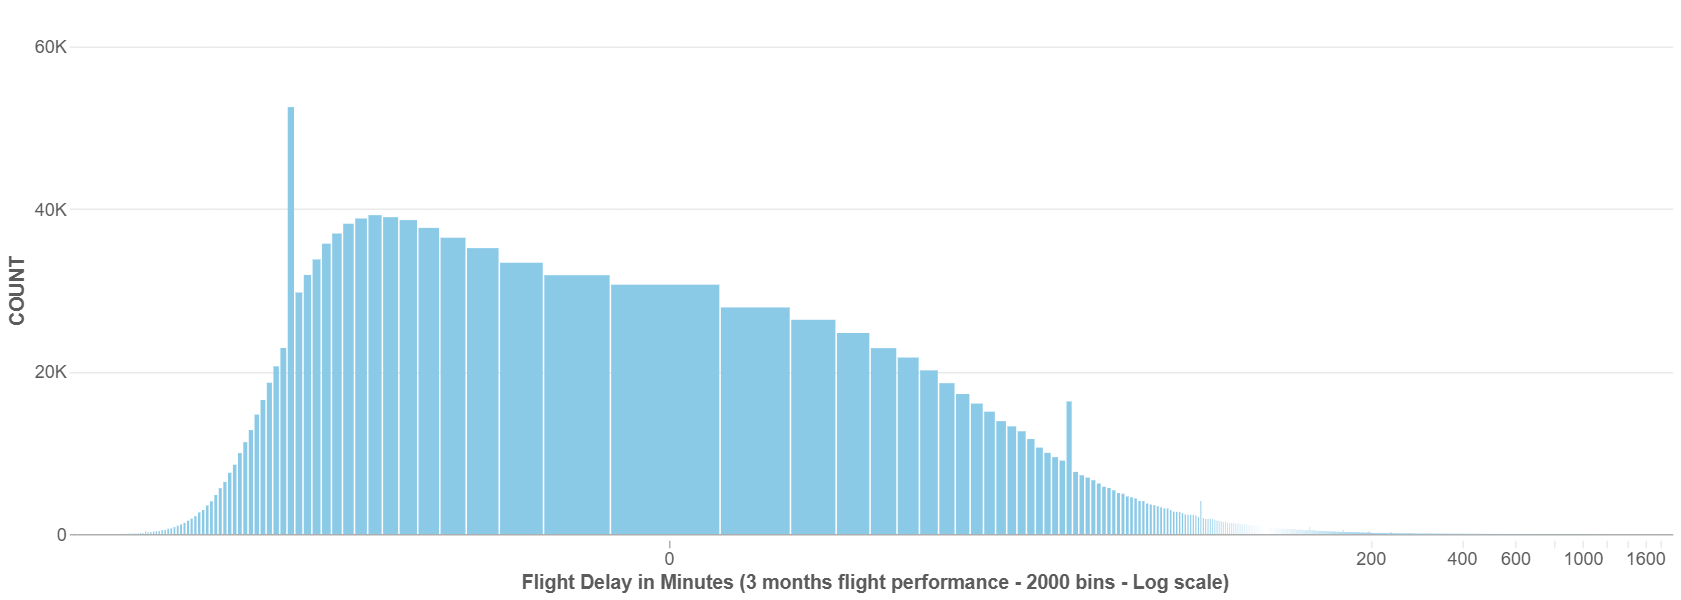 60K
40K
20K
0
COUNT
0
200
400
600
1000
1600
Flight Delay in Minutes (3 months flight performance - 2000 bins - Log scale)